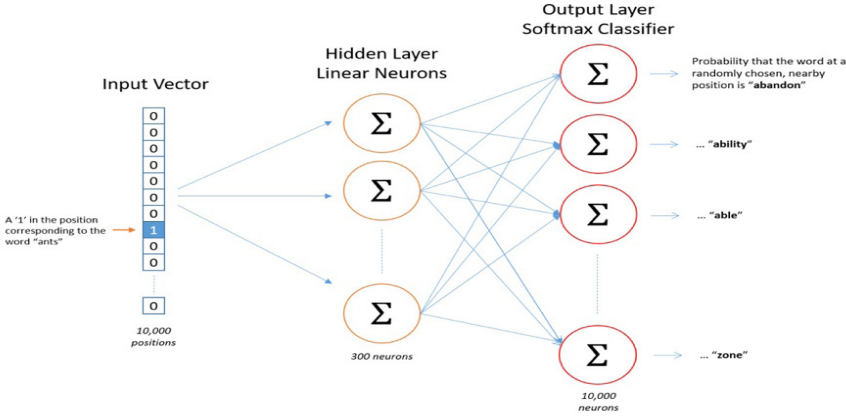 Output Layer
Softmax Classifier
Hidden Layer
Linear Neurons
Input Vector
0
0
0
0
0
0
0
1
0
0
0
A ‘1’ in the position
corresponding to the
word “ants”
10,000
positions
Σ
Σ
Σ
300 neurons
Σ
Σ
Σ
Σ
10,000
neurons
Probability that the word at a
randomly chosen, nearby
position is “abandon”
... “ability”
... “able”
... “zone”